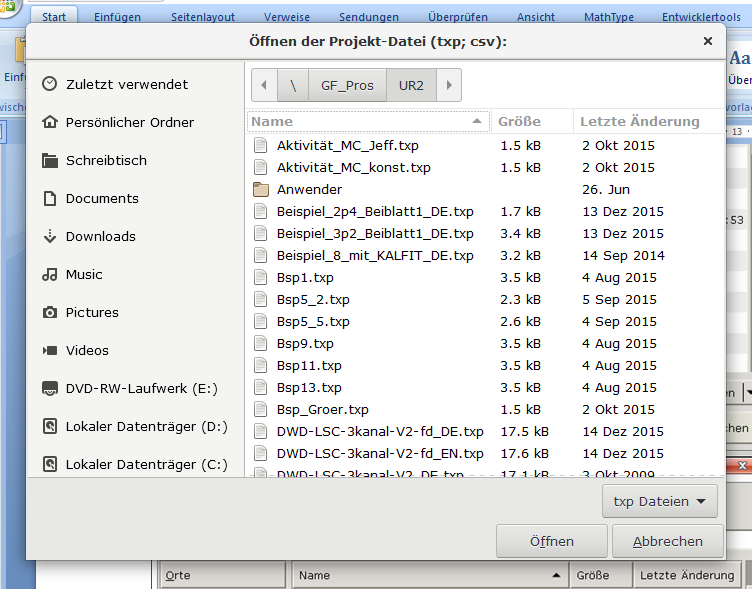 Start Einfügen Seitenlayout Verweise Sendungen Überprüfen Ansicht MathType Entwicklertools
Öffnen der Projekt-Datei (txp; csv):
Zuletzt verwendet
Persönlicher Ordner
Schreibtisch
Documents
Downloads
Music
Pictures
Videos
DVD-RW-Laufwerk (E:)
Lokaler Datenträger (D:)
Lokaler Datenträger (C:)
\ GF_Pros UR2
Name Größe Letzte Änderung
Aktivität_MC_Jeff.txp 1.5 kB 2 Okt 2015
Aktivität_MC_konst.txp 1.5 kB 2 Okt 2015
Anwender 26. Jun
Beispiel_2p4_Beiblatt1_DE.txp 1.7 kB 13 Dez 2015
Beispiel_3p2_Beiblatt1_DE.txp 3.4 kB 13 Dez 2015
Beispiel_8_mit_KALFIT_DE.txp 3.2 kB 14 Sep 2014
Bsp1.txp 3.5 kB 4 Aug 2015
Bsp5_2.txp 2.3 kB 5 Sep 2015
Bsp5_5.txp 2.6 kB 4 Sep 2015
Bsp9.txp 3.5 kB 4 Aug 2015
Bsp11.txp 3.5 kB 4 Aug 2015
Bsp13.txp 3.5 kB 4 Aug 2015
Bsp_Groer.txp 1.5 kB 2 Okt 2015
DWD-LSC-3kanal-V2-fd_DE.txp 17.5 kB 14 Dez 2015
DWD-LSC-3kanal-V2-fd_EN.txp 17.6 kB 14 Dez 2015
DWD-LSC-3kanal-V2_DE.txp 17.1 kB 3 Okt 2009
txp Dateien
Öffnen Abbrechen
Aa
Über
13
:53
Orte Name Größe Letzte Änderung